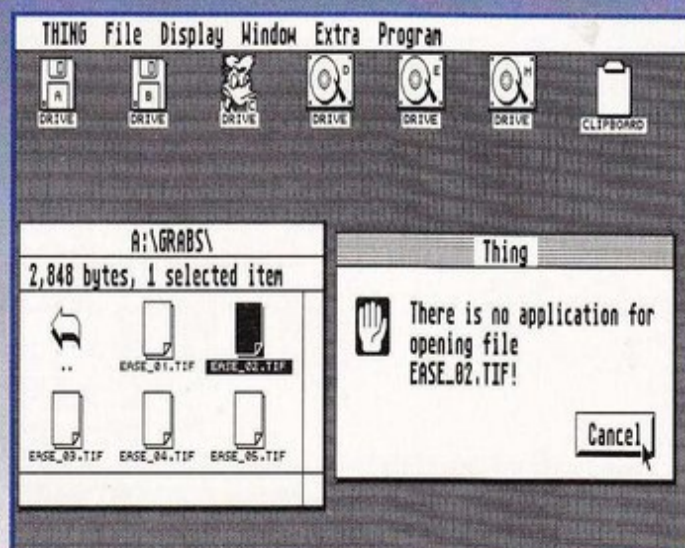 THING File Display Window Extra Program
A B C D E M
DRIVE DRIVE DRIVE DRIVE DRIVE DRIVE CLIPBOARD
A:\GRABS\
2,848 bytes, 1 selected item
.. EASE_01.TIF EASE_02.TIF
EASE_03.TIF EASE_04.TIF EASE_05.TIF
Thing
There is no application for
opening file
EASE_02.TIF!
Cancel